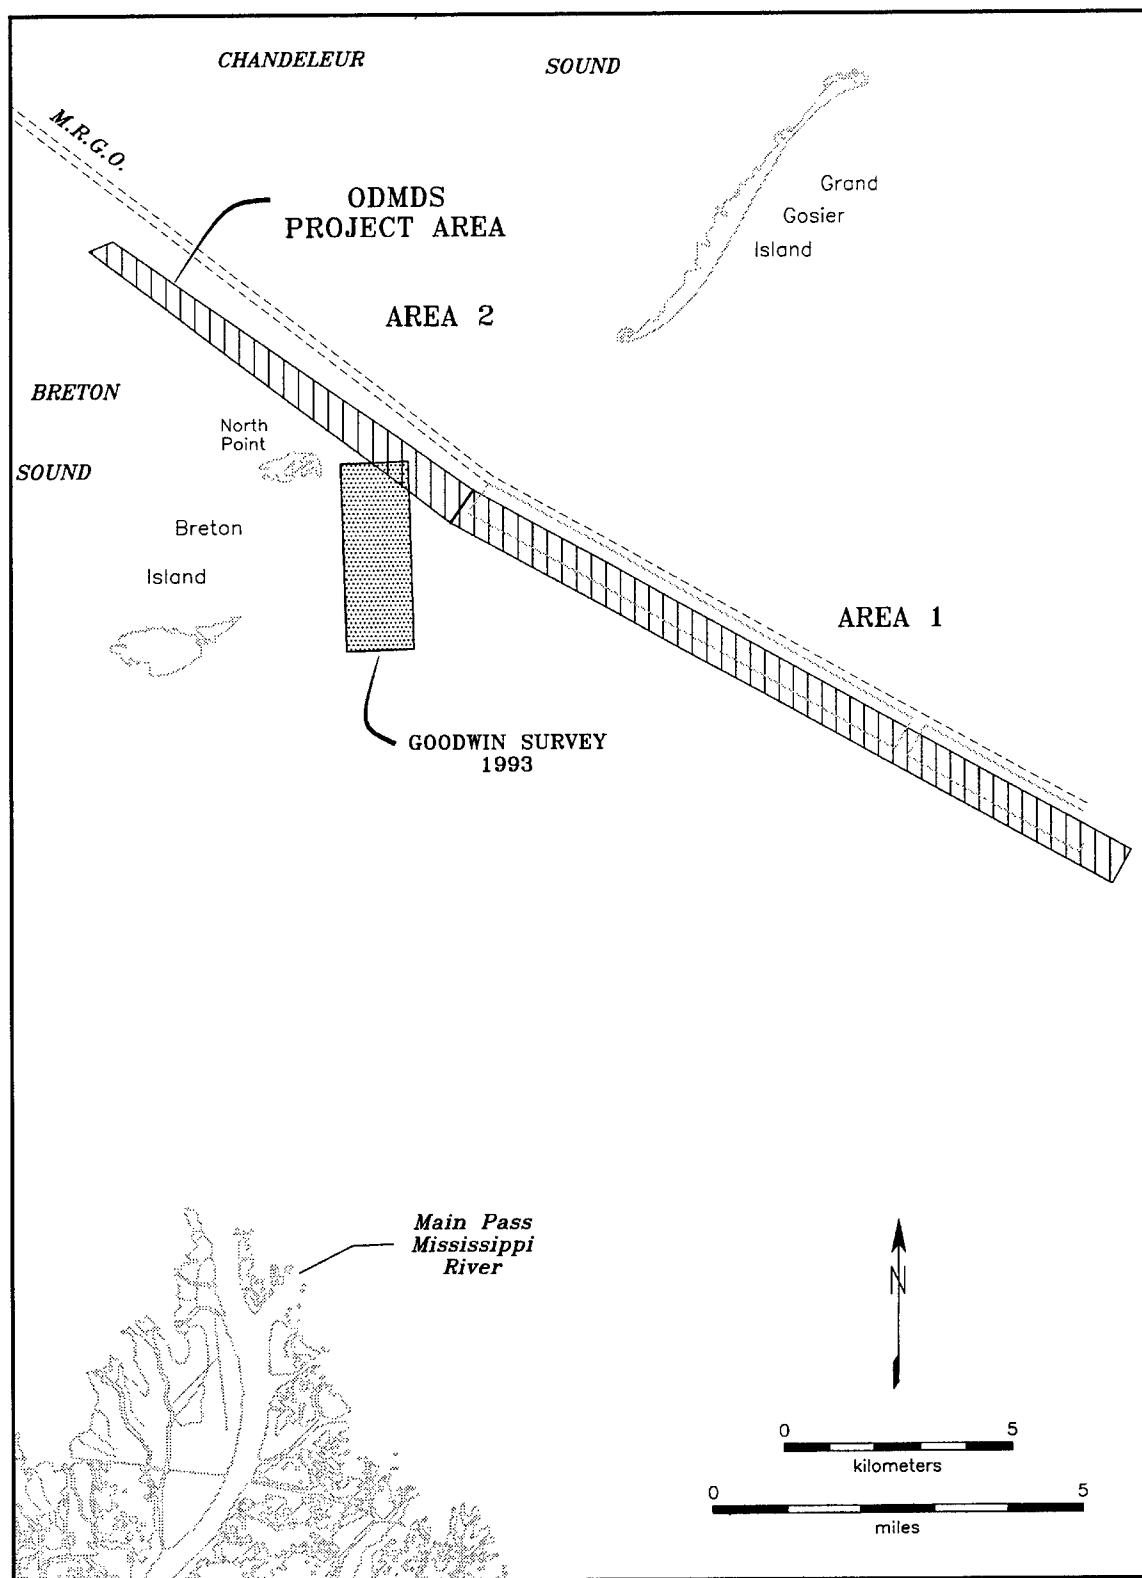 CHANDELEUR SOUND
M.R.G.O.
ODMDS
PROJECT AREA
Grand
Gosier
Island
AREA 2
BRETON
SOUND
North
Point
Breton
Island
AREA 1
GOODWIN SURVEY
1993
Main Pass
Mississippi
River
N
0 5
kilometers
0 5
miles